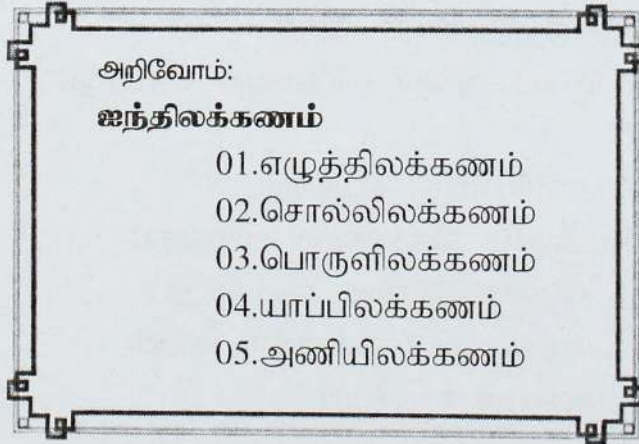 அறிவோம்:
ஐந்திலக்கணம்
01.எழுத்திலக்கணம்
02.சொல்லிலக்கணம்
03.பொருளிலக்கணம்
04.யாப்பிலக்கணம்
05.அணியிலக்கணம்